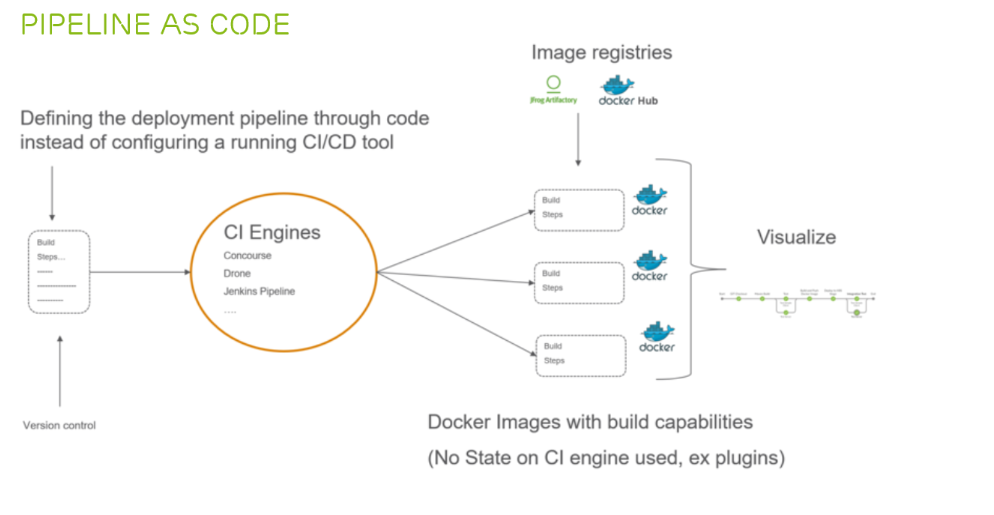 PIPELINE AS CODE
Image registries
JFrog Artifactory
docker Hub
Defining the deployment pipeline through code
instead of configuring a running CI/CD tool
Build
Steps...
Version control
CI Engines
Concourse
Drone
Jenkins Pipeline
....
Build
Steps
docker
Build
Steps
docker
Build
Steps
docker
Visualize
Docker Images with build capabilities
(No State on CI engine used, ex plugins)